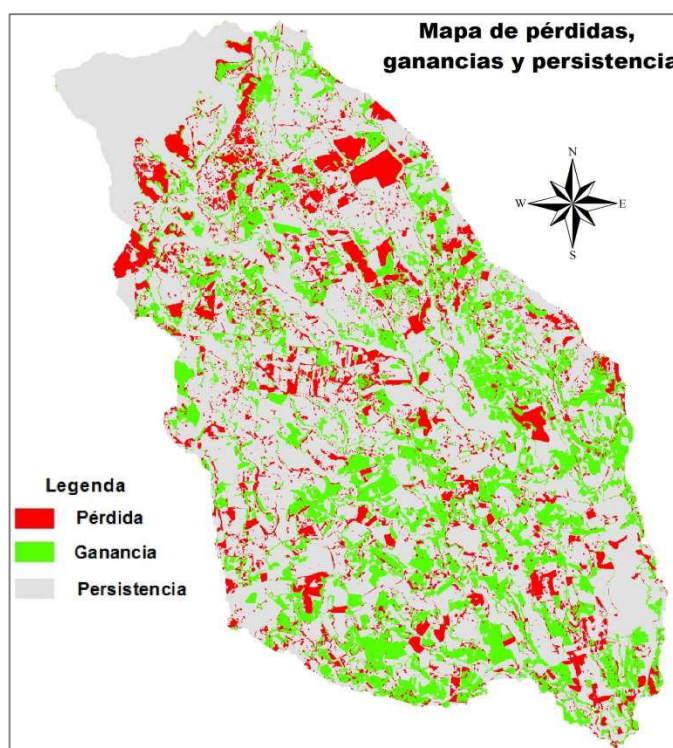 Mapa de pérdidas,
ganancias y persistencia
N
W
E
S
Legenda
Pérdida
Ganancia
Persistencia